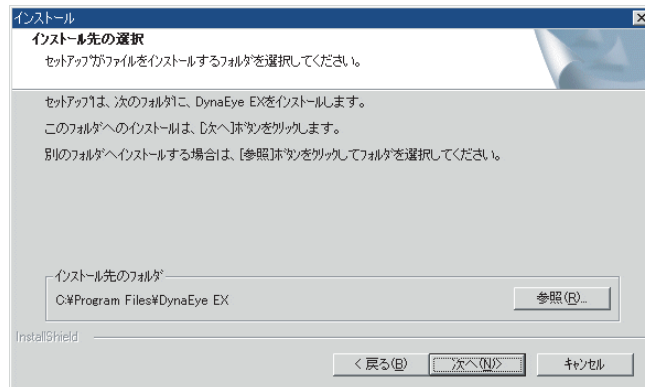 インストール
インストール先の選択
セットアップがファイルをインストールするフォルダを選択してください。
セットアップは、次のフォルダに、DynaEye EXをインストールします。
このフォルダへのインストールは、[次へ]ボタンをクリックします。
別のフォルダへインストールする場合は、[参照]ボタンをクリックしてフォルダを選択してください。
インストール先のフォルダ
C:¥Program Files¥DynaEye EX
参照(R)...
InstallShield
< 戻る(B)
次へ(N)>
キャンセル